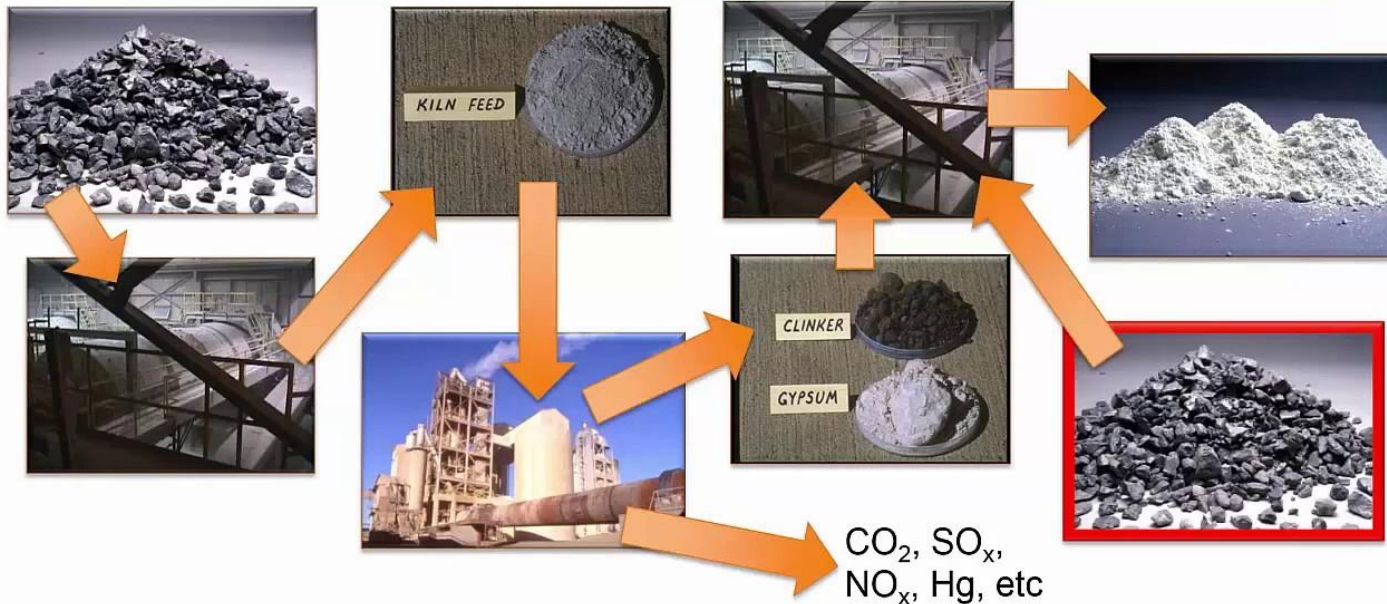 KILN FEED
CLINKER
GYPSUM
CO₂, SOₓ,
NOₓ, Hg, etc